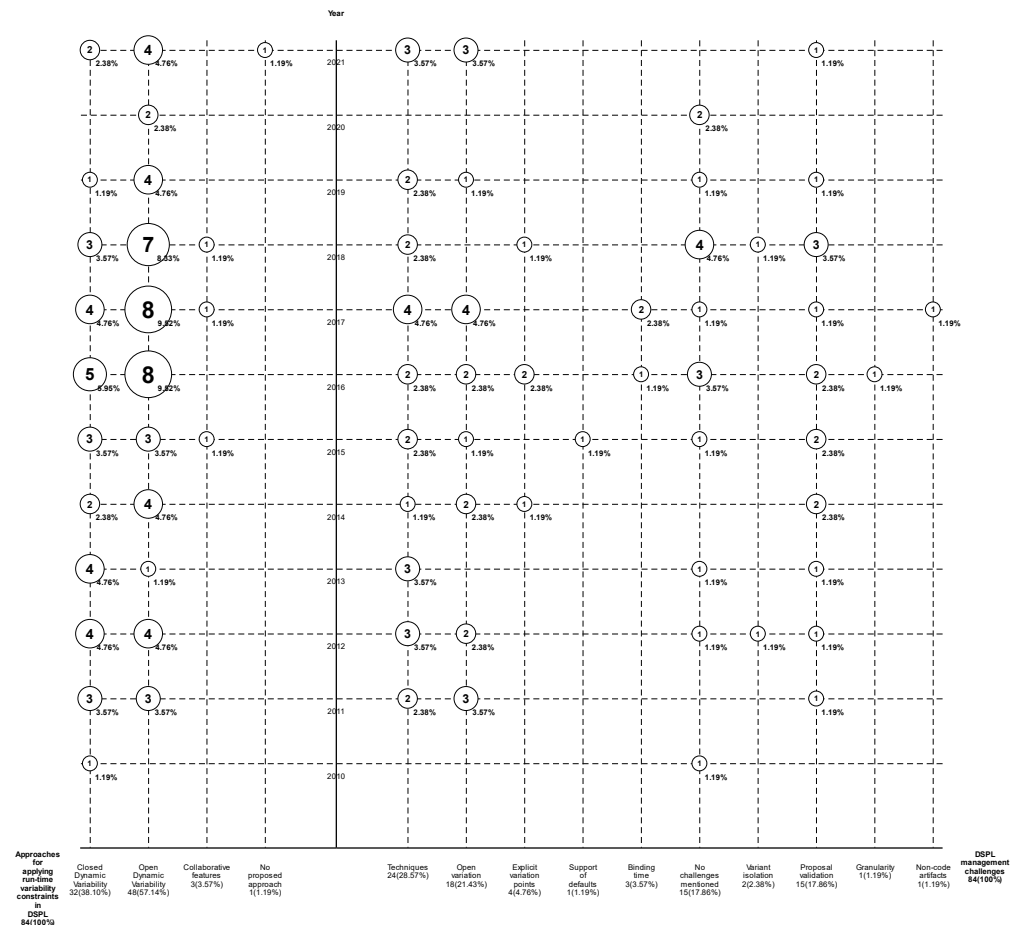 Year
2 4 1 3 3 1
2.38% 4.76% 1.19% 2021 3.57% 3.57% 1.19%
2 2
2.38% 2020 2.38%
1 4 2 1 1 1
1.19% 4.76% 2019 2.38% 1.19% 1.19% 1.19%
3 7 1 2 1 4 1 3
3.57% 8.33% 1.19% 2018 2.38% 1.19% 4.76% 1.19% 3.57%
4 8 1 4 4 2 1 1 1
4.76% 9.52% 1.19% 2017 4.76% 4.76% 2.38% 1.19% 1.19% 1.19%
5 8 2 2 2 1 3 2 1
5.95% 9.52% 2016 2.38% 2.38% 2.38% 1.19% 3.57% 2.38% 1.19%
3 3 1 2 1 1 1 2
3.57% 3.57% 1.19% 2015 2.38% 1.19% 1.19% 1.19% 2.38%
2 4 1 2 1 2
2.38% 4.76% 2014 1.19% 2.38% 1.19% 2.38%
4 1 3 1 1
4.76% 1.19% 2013 3.57% 1.19% 1.19%
4 4 3 2 1 1 1
4.76% 4.76% 2012 3.57% 2.38% 1.19% 1.19% 1.19%
3 3 2 3 1
3.57% 3.57% 2011 2.38% 3.57% 1.19%
1 1
1.19% 2010 1.19%
Approaches
for
applying
run-time
variability
constraints
in
DSPL
84(100%)
Closed
Dynamic
Variability
32(38.10%)
Open
Dynamic
Variability
48(57.14%)
Collaborative
features
3(3.57%)
No
proposed
approach
1(1.19%)
Techniques
24(28.57%)
Open
variation
18(21.43%)
Explicit
variation
points
4(4.76%)
Support
of
defaults
1(1.19%)
Binding
time
3(3.57%)
No
challenges
mentioned
15(17.86%)
Variant
isolation
2(2.38%)
Proposal
validation
15(17.86%)
Granularity
1(1.19%)
Non-code
artifacts
1(1.19%)
DSPL
management
challenges
84(100%)